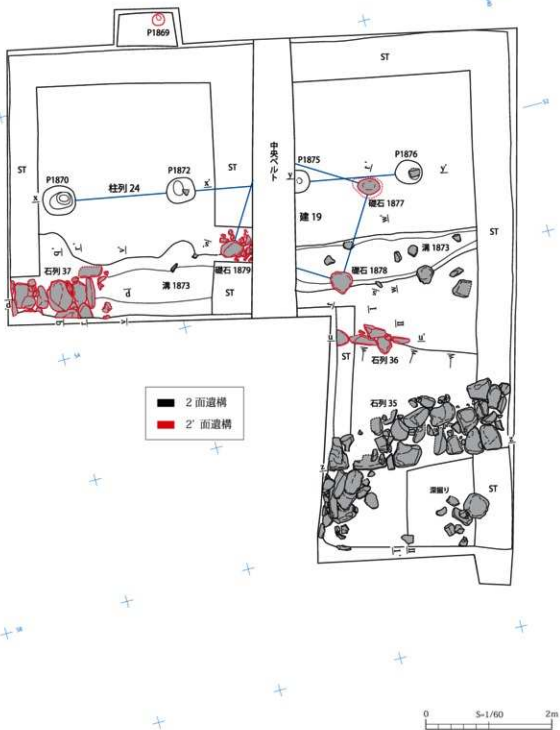 P1869
ST
中央ベルト
P1875
P1876
P1870
P1872
柱列 24
ST
ST
x
x'
y
y'
礎石 1877
建 19
ST
溝 1873
石列 37
溝 1873
礎石 1879
ST
礎石 1878
p
p'
u
u'
石列 36
ST
石列 35
2 面遺構
2' 面遺構
z
z'
深掘り
ST
0
S=1/60
2m